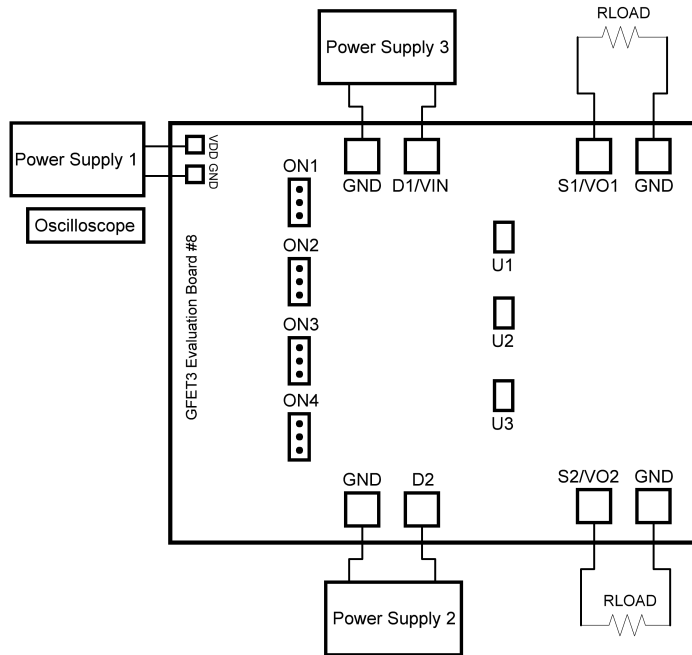 RLOAD
Power Supply 3
Power Supply 1
VDD
GND
Oscilloscope
GFET3 Evaluation Board #8
ON1
GND D1/VIN S1/VO1 GND
ON2
U1
ON3
U2
ON4
U3
GND D2 S2/VO2 GND
Power Supply 2
RLOAD